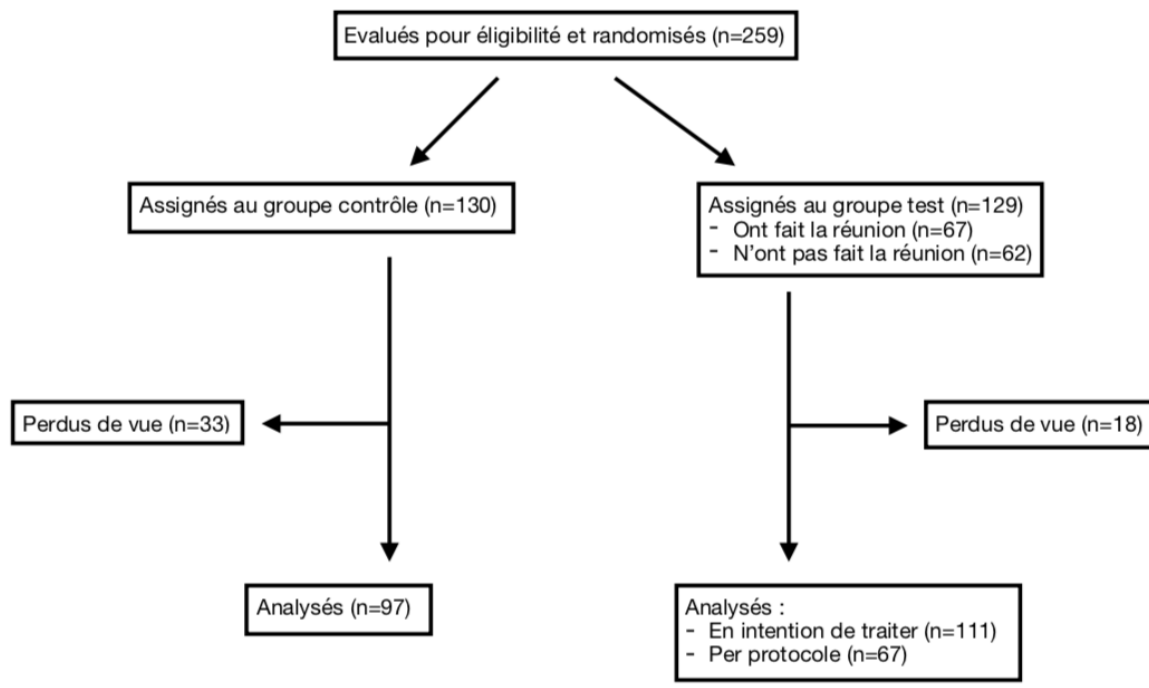 Evalués pour éligibilité et randomisés (n=259)
Assignés au groupe contrôle (n=130)
Assignés au groupe test (n=129)
- Ont fait la réunion (n=67)
- N'ont pas fait la réunion (n=62)
Perdus de vue (n=33)
Perdus de vue (n=18)
Analysés (n=97)
Analysés :
- En intention de traiter (n=111)
- Per protocole (n=67)